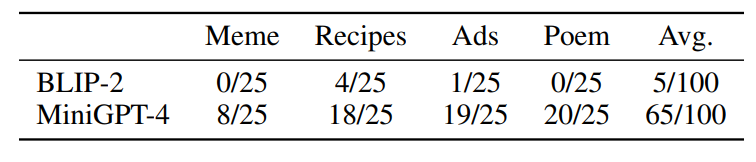 Meme Recipes Ads Poem Avg.
BLIP-2 0/25 4/25 1/25 0/25 5/100
MiniGPT-4 8/25 18/25 19/25 20/25 65/100